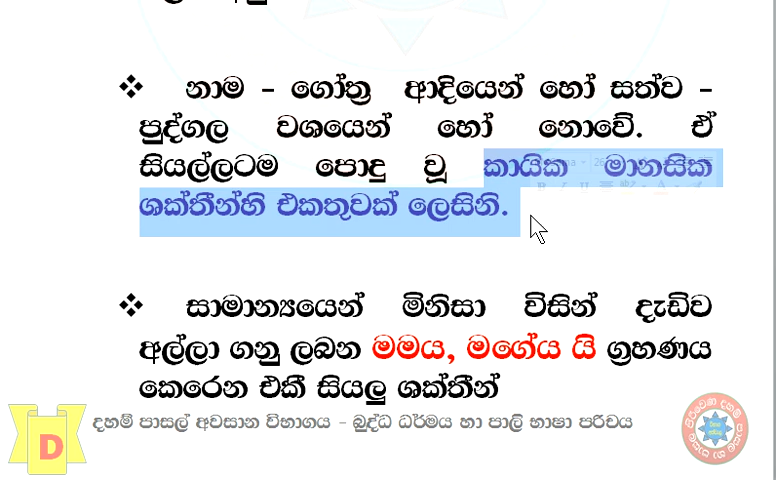 ❖ නාම – ගෝත්‍ර ආදියෙන් හෝ සත්ව –
පුද්ගල වශයෙන් හෝ නොවේ. ඒ
සියල්ලටම පොදු වූ කායික මානසික
ශක්තීන්හි එකතුවක් ලෙසිනි.
❖ සාමාන්‍යයෙන් මිනිසා විසින් දැඩිව
අල්ලා ගනු ලබන මමය, මගේය යි ග්‍රහණය
කෙරෙන එකී සියලු ශක්තීන්
දහම් පාසල් අවසාන විභාගය – බුද්ධ ධර්මය හා පාලි භාෂා පරිචය
D